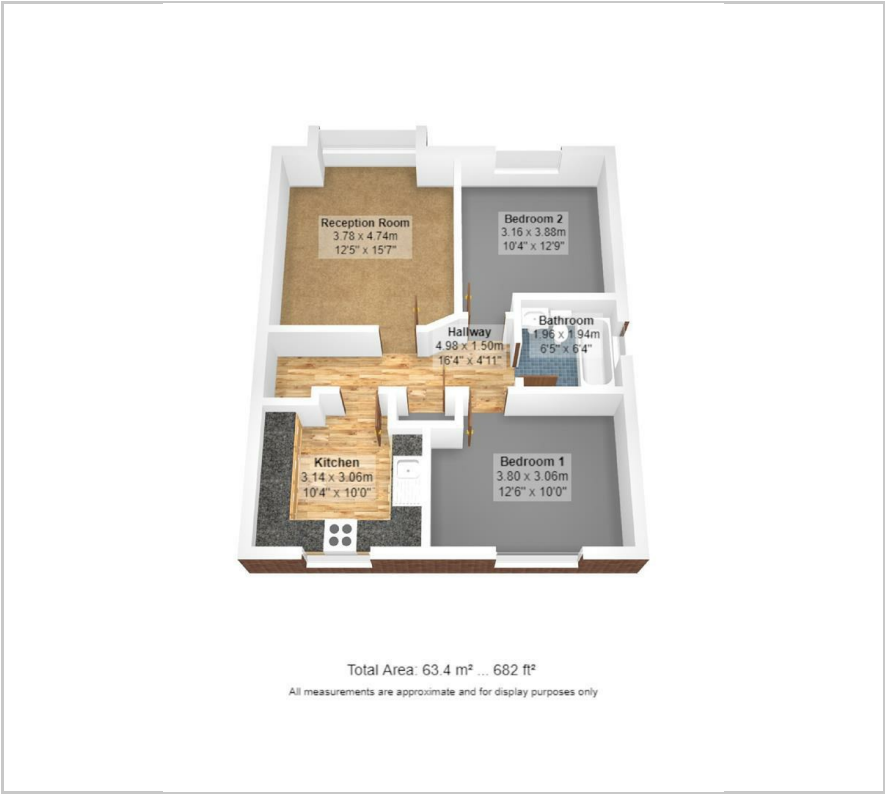 Reception Room
3.78 x 4.74m
12'5" x 15'7"
Bedroom 2
3.16 x 3.88m
10'4" x 12'9"
Hallway
4.98 x 1.50m
16'4" x 4'11"
Bathroom
1.96 x 1.94m
6'5" x 6'4"
Kitchen
3.14 x 3.06m
10'4" x 10'0"
Bedroom 1
3.80 x 3.06m
12'6" x 10'0"
Total Area: 63.4 m² ... 682 ft²
All measurements are approximate and for display purposes only